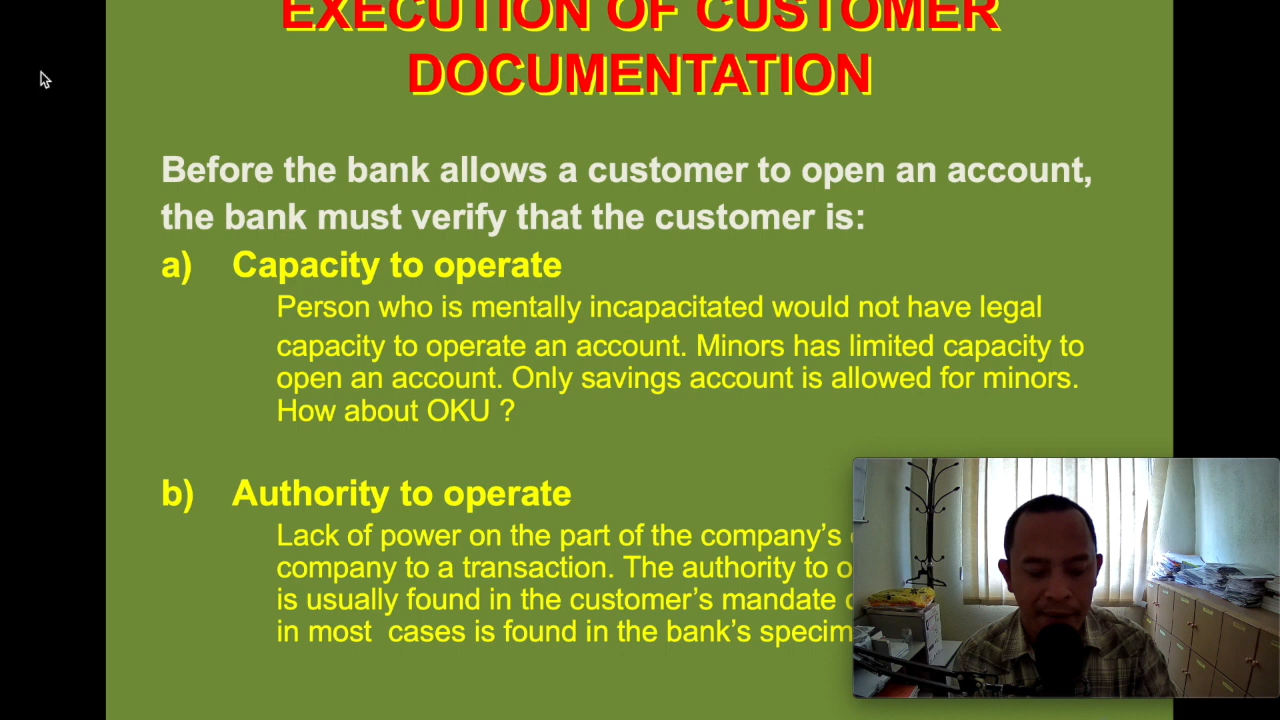 EXECUTION OF CUSTOMER
DOCUMENTATION
Before the bank allows a customer to open an account,
the bank must verify that the customer is:
a) Capacity to operate
Person who is mentally incapacitated would not have legal
capacity to operate an account. Minors has limited capacity to
open an account. Only savings account is allowed for minors.
How about OKU ?
b) Authority to operate
Lack of power on the part of the company's
company to a transaction. The authority to
is usually found in the customer's mandate
in most cases is found in the bank's